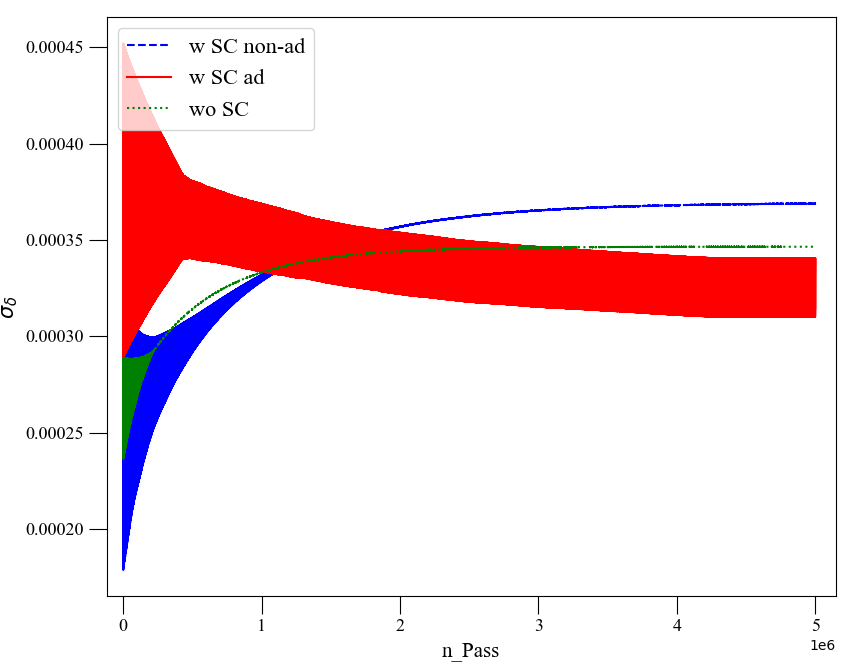 0.00045
0.00040
0.00035
0.00030
0.00025
0.00020
σδ
w SC non-ad
w SC ad
wo SC
0 1 2 3 4 5
1e6
n_Pass